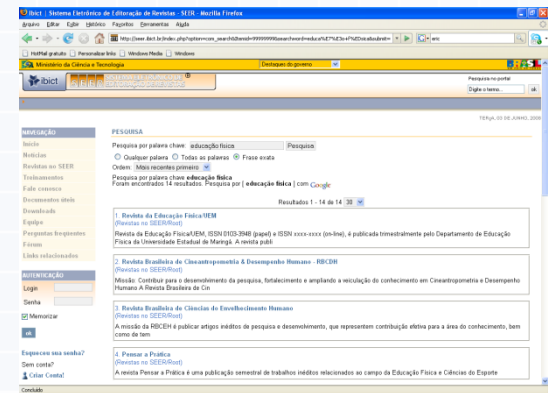 Ibict | Sistema Eletrônico de Editoração de Revistas - SEER - Mozilla Firefox
Arquivo Editar Exibir Histórico Favoritos Ferramentas Ajuda
eric
HotMail gratuito Personalizar links Windows Media Windows
Ministério da Ciência e Tecnologia
Destaques do governo
ibict
SEER
Pesquisa no portal
Digite o termo...
ok
TERÇA, 03 DE JUNHO, 2008
NAVEGAÇÃO
Início
Notícias
Revistas no SEER
Treinamentos
Fale conosco
Documentos úteis
Downloads
Equipe
Perguntas freqüentes
Fórum
Links relacionados
AUTENTICAÇÃO
Login
Senha
Memorizar
ok
Esqueceu sua senha?
Sem conta?
Criar Conta!
PESQUISA
Pesquisa por palavra chave: educação física Pesquisa
Qualquer palavra Todas as palavras Frase exata
Ordem: Mais recentes primeiro
Pesquisa por palavra chave educação física
Foram encontrados 14 resultados. Pesquisa por [ educação física ] com Google
Resultados 1 - 14 de 14 30
1. Revista da Educação Física/UEM
(Revistas no SEER/Root)
Revista da Educação Física/UEM, ISSN 0103-3948 (papel) e ISSN xxxx-xxxx (on-line), é publicada trimestralmente pelo Departamento de Educação
Física da Universidade Estadual de Maringá. A revista publi
2. Revista Brasileira de Cineantropometria & Desempenho Humano - RBCDH
(Revistas no SEER/Root)
Missão: Contribuir para o desenvolvimento da pesquisa, fortalecimento e ampliando a veiculação do conhecimento em Cineantropometria e Desempenho
Humano A Revista Brasileira de Cin
3. Revista Brasileira de Ciências do Envelhecimento Humano
(Revistas no SEER/Root)
A missão da RBCEH é publicar artigos inéditos de pesquisa e desenvolvimento, que representem contribuição efetiva para a área do conhecimento, bem
como de tem
4. Pensar a Prática
(Revistas no SEER/Root)
A revista Pensar a Prática é uma publicação semestral de trabalhos inéditos relacionados ao campo da Educação Física e Ciências do Esporte
Concluído